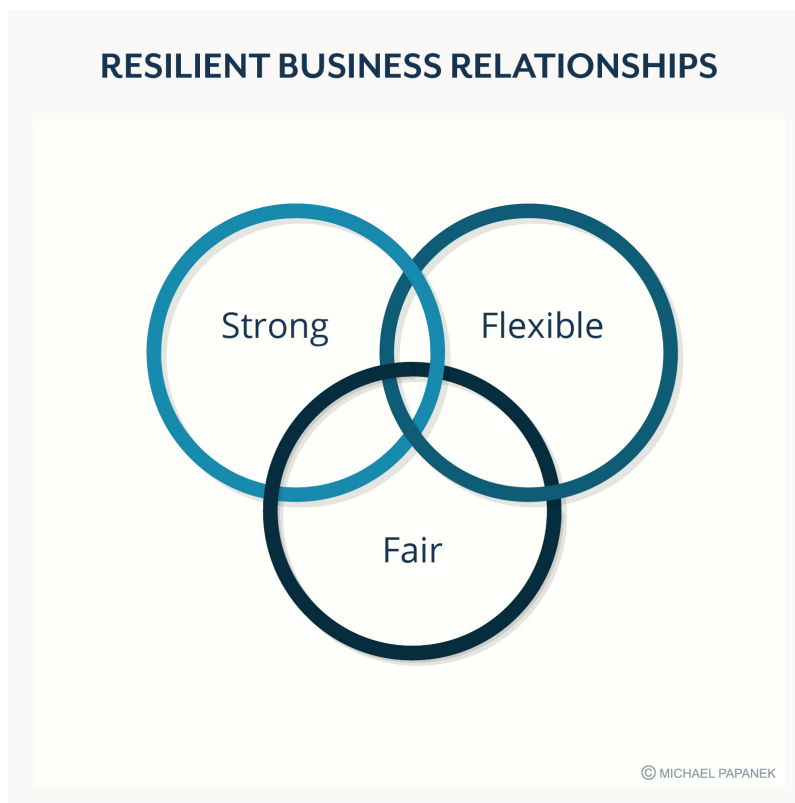 RESILIENT BUSINESS RELATIONSHIPS
Strong
Flexible
Fair
© MICHAEL PAPANEK